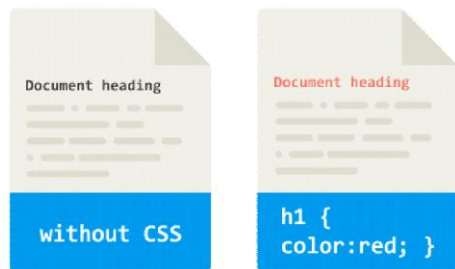 Document heading
without CSS
Document heading
h1 {
color:red; }